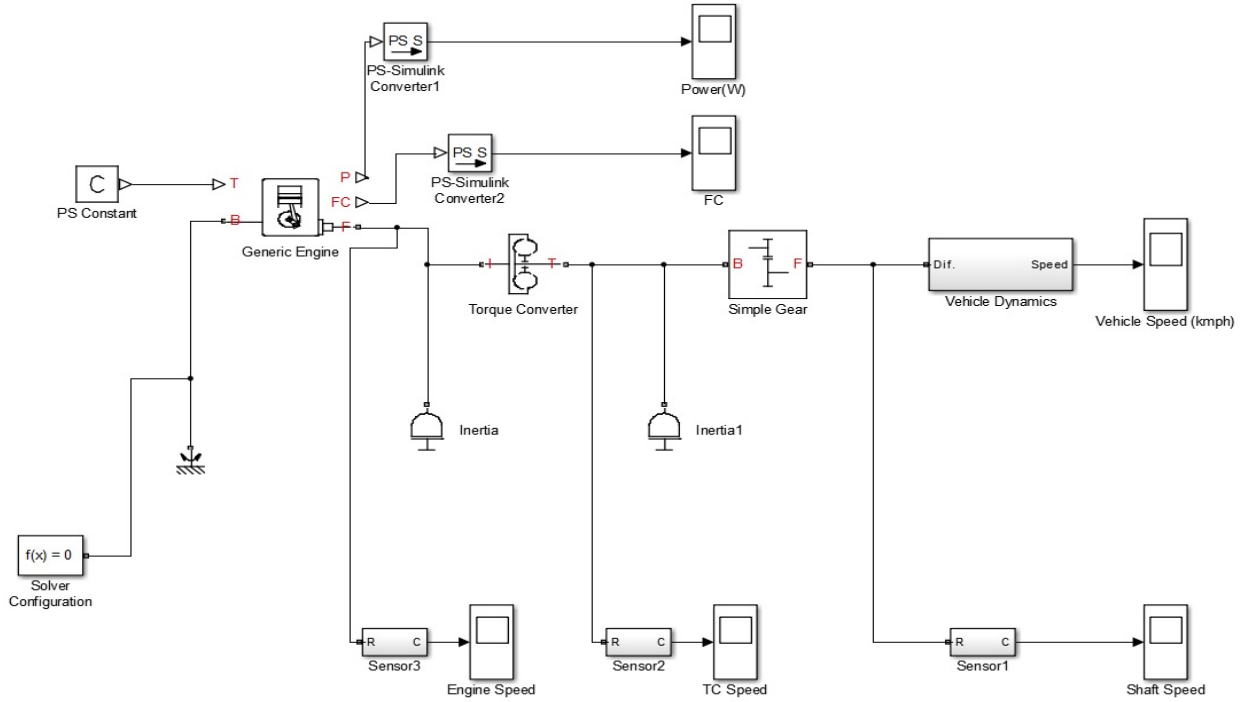 PS S
PS-Simulink
Converter1
Power(W)
PS S
PS-Simulink
Converter2
FC
C
PS Constant
T
B
P
FC
F
Generic Engine
I
T
Torque Converter
B
F
Simple Gear
Dif.
Speed
Vehicle Dynamics
Vehicle Speed (kmph)
Inertia
Inertia1
f(x) = 0
Solver
Configuration
R
C
Sensor3
Engine Speed
R
C
Sensor2
TC Speed
R
C
Sensor1
Shaft Speed